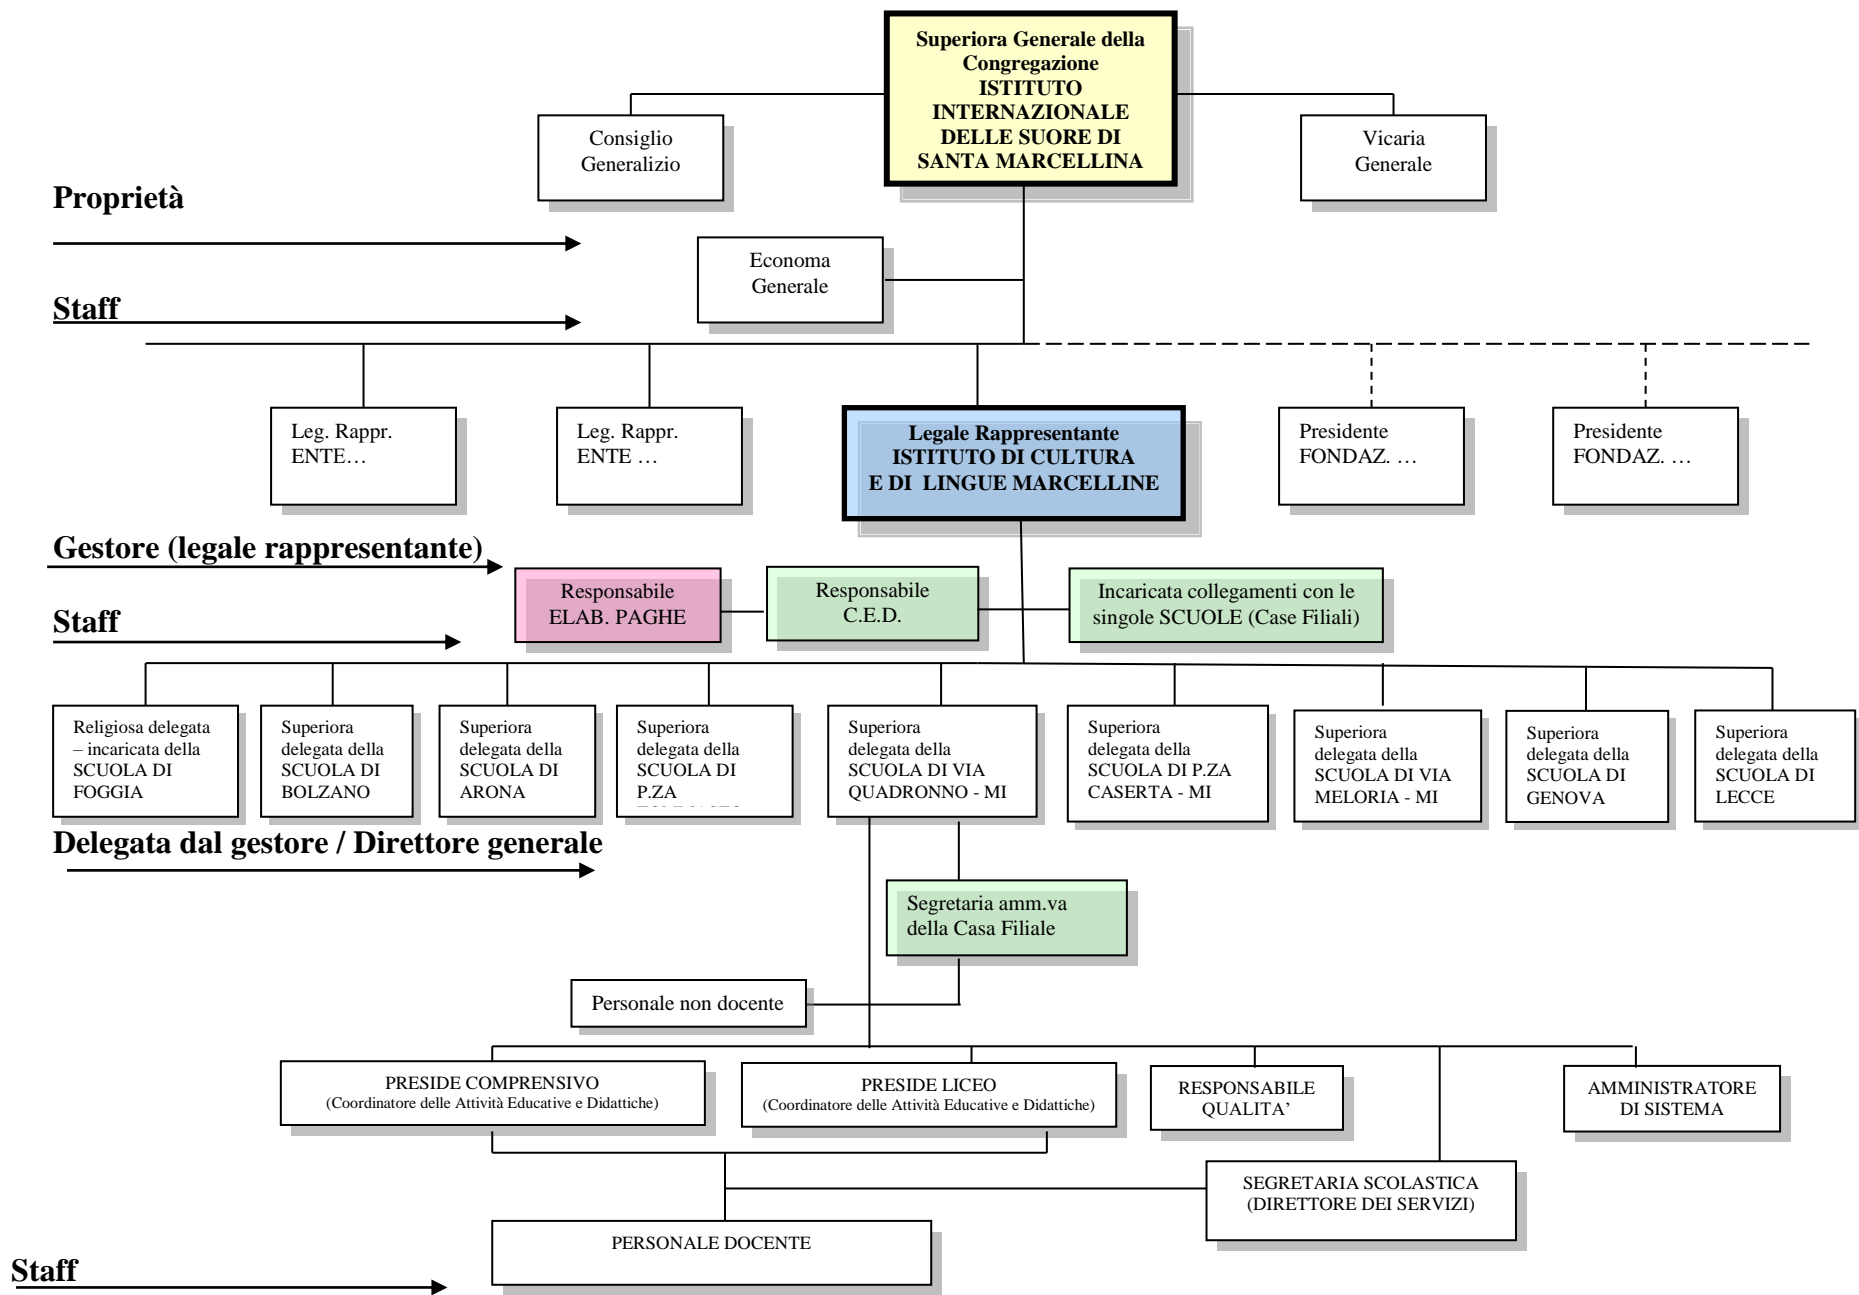 Superiora Generale della
Congregazione
ISTITUTO
INTERNAZIONALE
DELLE SUORE DI
SANTA MARCELLINA
Consiglio
Generalizio
Vicaria
Generale
Proprietà
Economa
Generale
Staff
Leg. Rappr.
ENTE…
Leg. Rappr.
ENTE …
Legale Rappresentante
ISTITUTO DI CULTURA
E DI LINGUE MARCELLINE
Presidente
FONDAZ. …
Presidente
FONDAZ. …
Gestore (legale rappresentante)
Responsabile
ELAB. PAGHE
Responsabile
C.E.D.
Incaricata collegamenti con le
singole SCUOLE (Case Filiali)
Staff
Religiosa delegata
– incaricata della
SCUOLA DI
FOGGIA
Superiora
delegata della
SCUOLA DI
BOLZANO
Superiora
delegata della
SCUOLA DI
ARONA
Superiora
delegata della
SCUOLA DI
P.ZA
Superiora
delegata della
SCUOLA DI VIA
QUADRONNO - MI
Superiora
delegata della
SCUOLA DI P.ZA
CASERTA - MI
Superiora
delegata della
SCUOLA DI VIA
MELORIA - MI
Superiora
delegata della
SCUOLA DI
GENOVA
Superiora
delegata della
SCUOLA DI
LECCE
Delegata dal gestore / Direttore generale
Segretaria amm.va
della Casa Filiale
Personale non docente
PRESIDE COMPRENSIVO
(Coordinatore delle Attività Educative e Didattiche)
PRESIDE LICEO
(Coordinatore delle Attività Educative e Didattiche)
RESPONSABILE
QUALITA’
AMMINISTRATORE
DI SISTEMA
SEGRETARIA SCOLASTICA
(DIRETTORE DEI SERVIZI)
PERSONALE DOCENTE
Staff